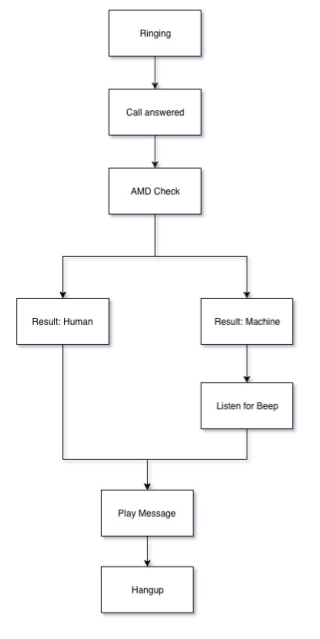 Ringing
Call answered
AMD Check
Result: Human
Result: Machine
Listen for Beep
Play Message
Hangup